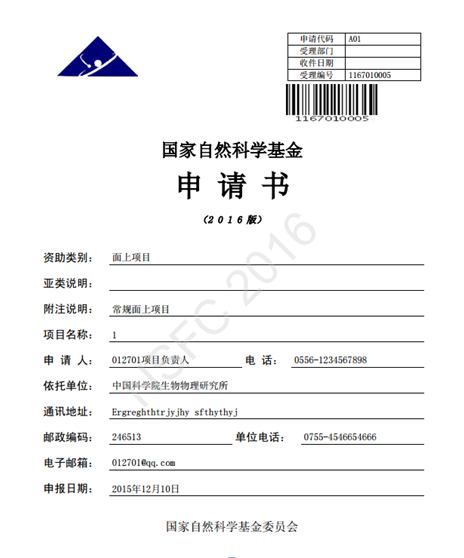 申请代码 A01
受理部门
收件日期
受理编号 1167010005
1167010005
国家自然科学基金
申 请 书
（2 0 1 6 版）
资助类别： 面上项目
亚类说明：
附注说明： 常规面上项目
项目名称： 1
申 请 人： 012701项目负责人 电 话： 0556-1234567898
依托单位： 中国科学院生物物理研究所
通讯地址： Ergreghthtrjyjhy sfthythyj
邮政编码： 246513 单位电话： 0755-4546654666
电子邮箱： 012701@qq.com
申报日期： 2015年12月10日
国家自然科学基金委员会
NSFC 2016